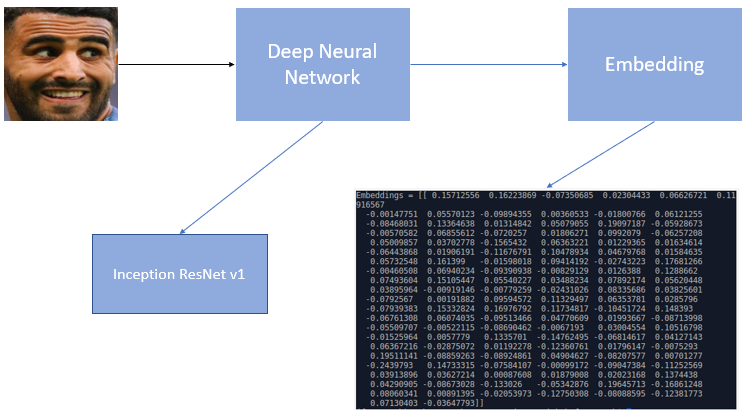 Deep Neural
Network
Embedding
Inception ResNet v1
Embeddings = [[ 0.15712556 0.16223869 -0.07350685 0.02304433 0.06626721 0.11
916567
-0.00147751 0.05570123 -0.09894355 0.00360533 -0.01800766 0.06121255
-0.08468031 0.13364638 0.01314842 0.05079055 0.19097187 -0.05928673
-0.00570582 0.06855612 -0.0720257 0.01806271 0.0992079 -0.06257208
0.05009857 0.03702778 -0.1565432 0.06363221 0.01229365 0.01634614
-0.06443868 0.01906191 -0.11676791 0.10478934 0.04679768 0.01584635
0.05732548 0.161399 -0.01598018 0.09414192 -0.02743223 0.17681266
-0.00460508 0.06940234 -0.09390938 -0.00829129 0.0126388 0.1288662
0.07493604 0.15105447 0.05540227 0.03488234 0.07892174 0.05620448
0.03895964 -0.00919146 -0.00779259 -0.02431026 0.08335686 0.03825601
-0.0792567 0.00191882 0.09594572 0.11329497 0.06353781 0.0285796
-0.07939383 0.15332824 0.16976792 0.11734817 -0.10451724 0.148393
-0.06761308 0.06074035 -0.09513466 0.04770609 0.01993667 -0.08713998
-0.05509707 -0.00522115 -0.08690462 -0.0067193 0.03004554 0.10516798
-0.01525964 0.0057779 0.1335701 -0.14762495 -0.06814617 0.04127143
0.06367216 -0.02875072 0.01192278 -0.12360761 0.01796147 -0.0075293
0.19511141 -0.08859263 -0.08924861 0.04904627 -0.08207577 0.00701277
-0.2439793 0.14733315 -0.07584107 -0.00099172 -0.09047384 -0.11252569
0.03913896 0.03627214 0.00087608 0.01879008 0.02023168 0.1374438
0.04290905 -0.08673028 -0.133026 -0.05342876 0.19645713 -0.16861248
0.08060341 0.00891395 -0.02053973 -0.12750308 -0.08088595 -0.12381773
0.07130403 -0.03647793]]